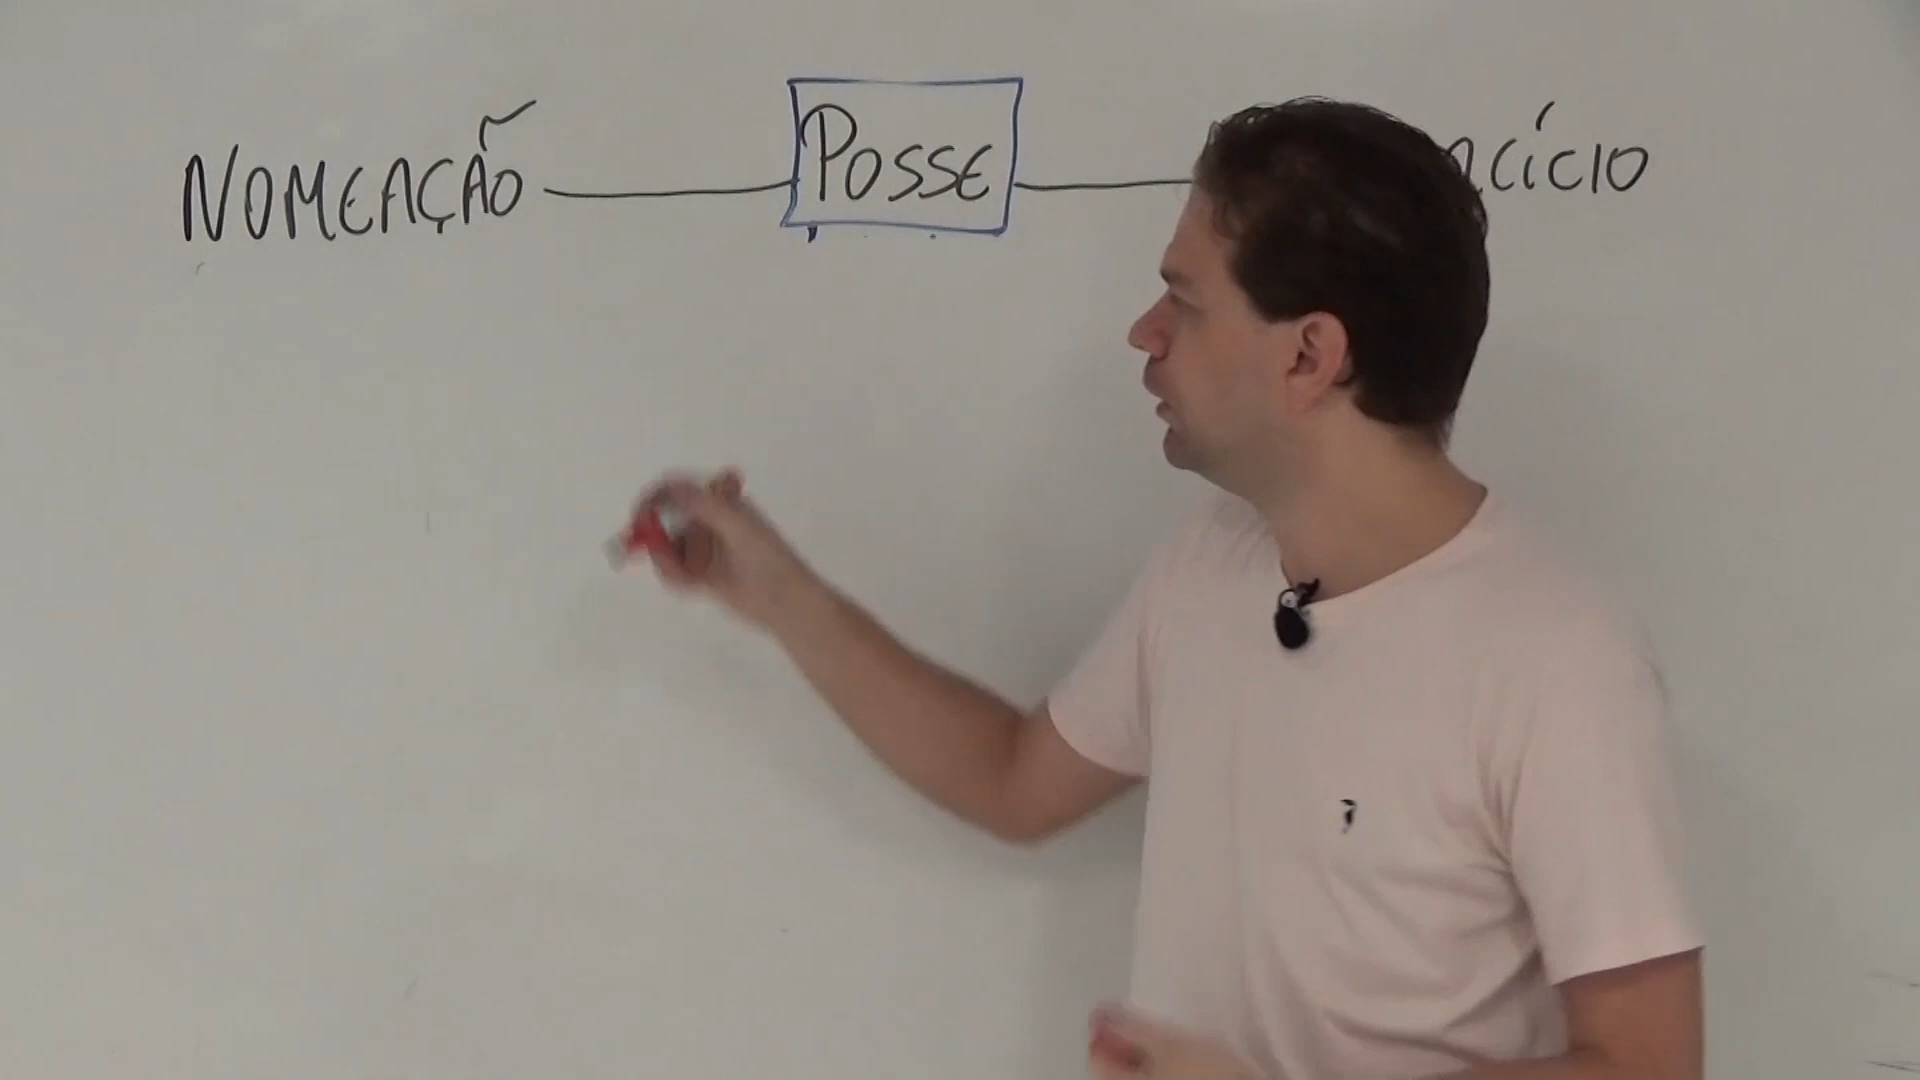 NOMEAÇÃO — POSSE — CÍCIO